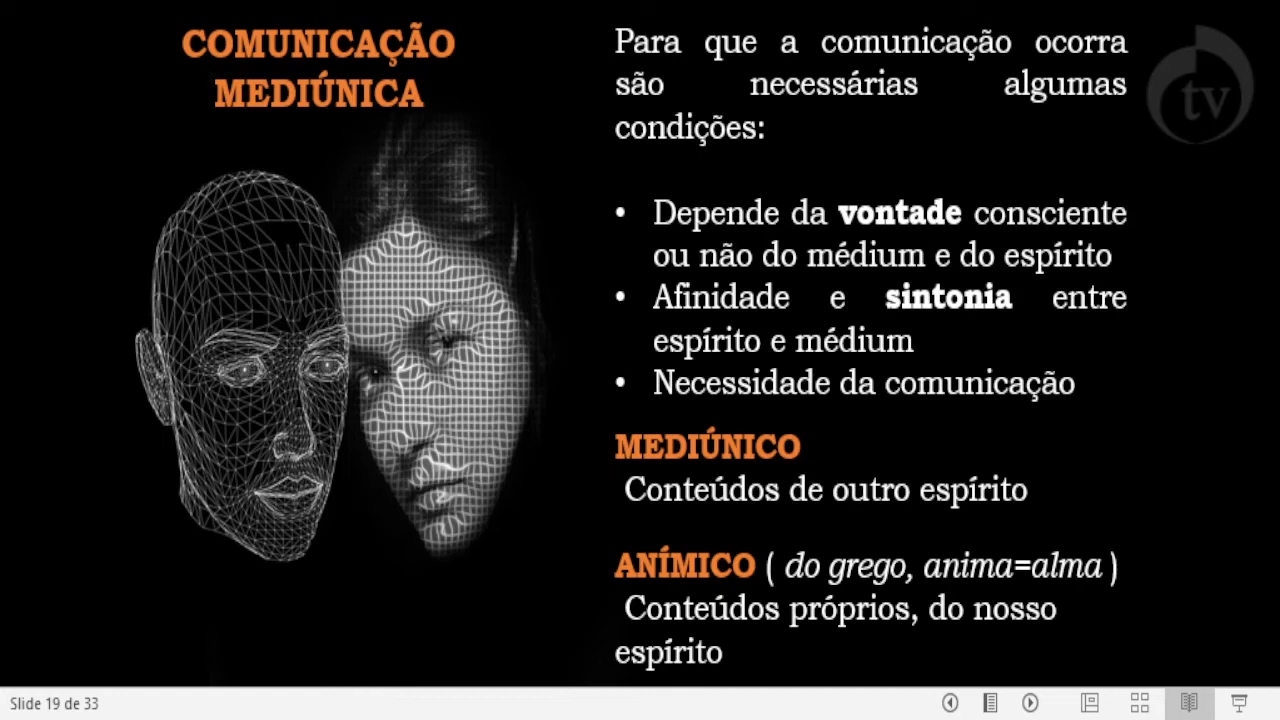 COMUNICAÇÃO
MEDIÚNICA
Para que a comunicação ocorra
são necessárias algumas
condições:
• Depende da vontade consciente
ou não do médium e do espírito
• Afinidade e sintonia entre
espírito e médium
• Necessidade da comunicação
MEDIÚNICO
Conteúdos de outro espírito
ANÍMICO ( do grego, anima=alma )
Conteúdos próprios, do nosso
espírito
tv
Slide 19 de 33